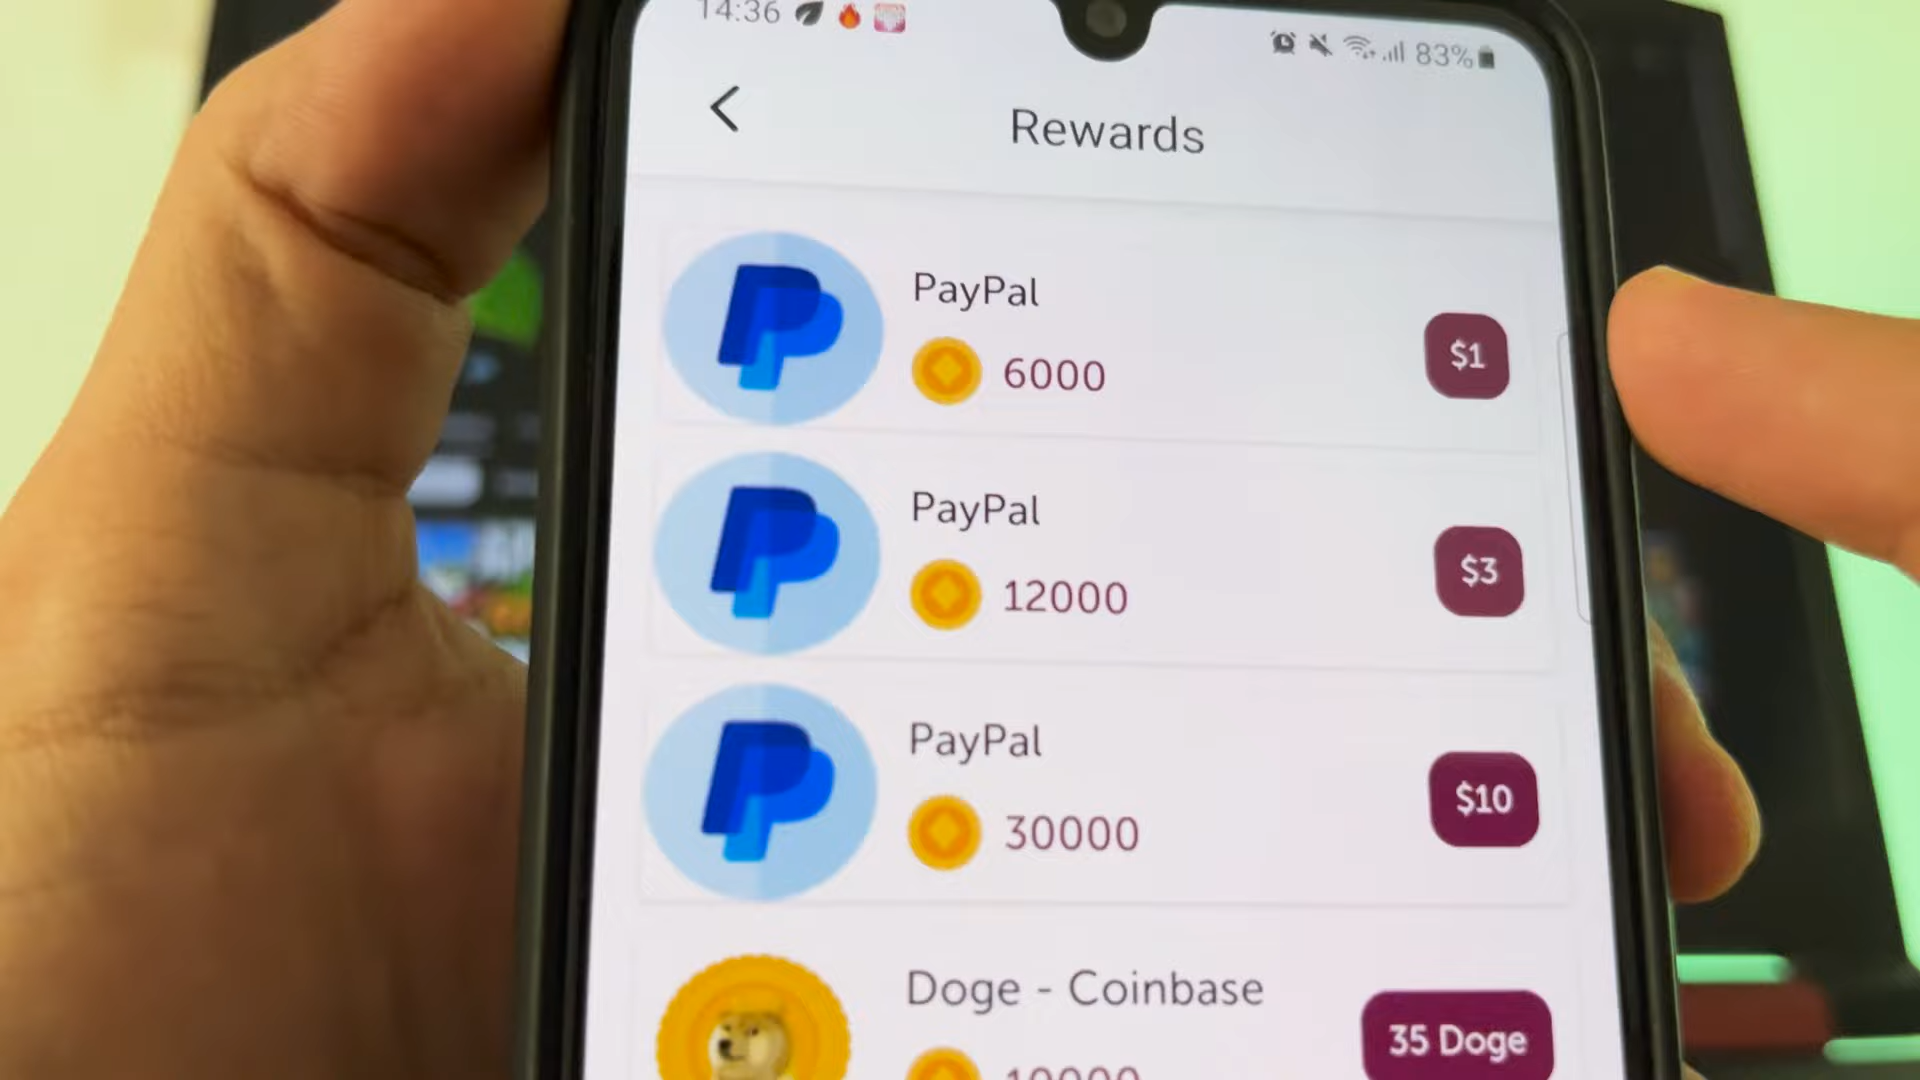 14:36
83%
Rewards
PayPal
6000
$1
PayPal
12000
$3
PayPal
30000
$10
Doge - Coinbase
35 Doge